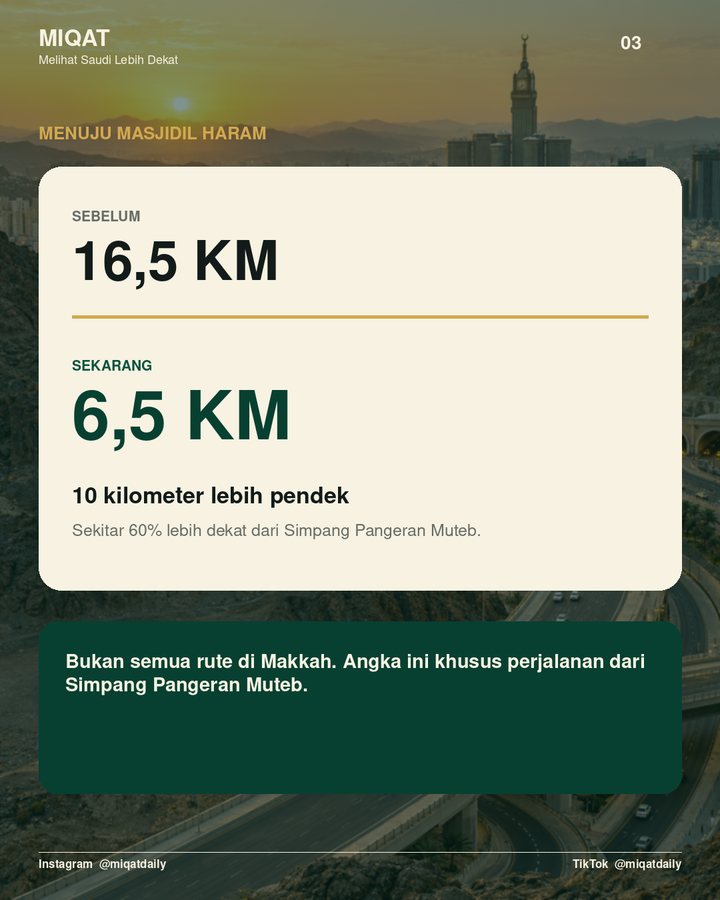 MIQAT
Melihat Saudi Lebih Dekat
03
MENUJU MASJIDIL HARAM
SEBELUM
16,5 KM
SEKARANG
6,5 KM
10 kilometer lebih pendek
Sekitar 60% lebih dekat dari Simpang Pangeran Muteb.
Bukan semua rute di Makkah. Angka ini khusus perjalanan dari
Simpang Pangeran Muteb.
Instagram @miqatdaily
TikTok @miqatdaily